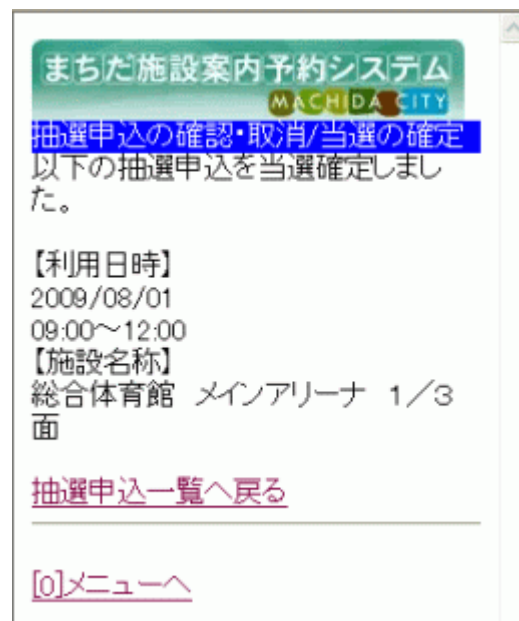 まちだ施設案内予約システム
MACHIDA CITY
抽選申込の確認・取消/当選の確定
以下の抽選申込を当選確定しまし
た。
【利用日時】
2009/08/01
09:00～12:00
【施設名称】
総合体育館 メインアリーナ 1／3
面
抽選申込一覧へ戻る
[0]メニューへ